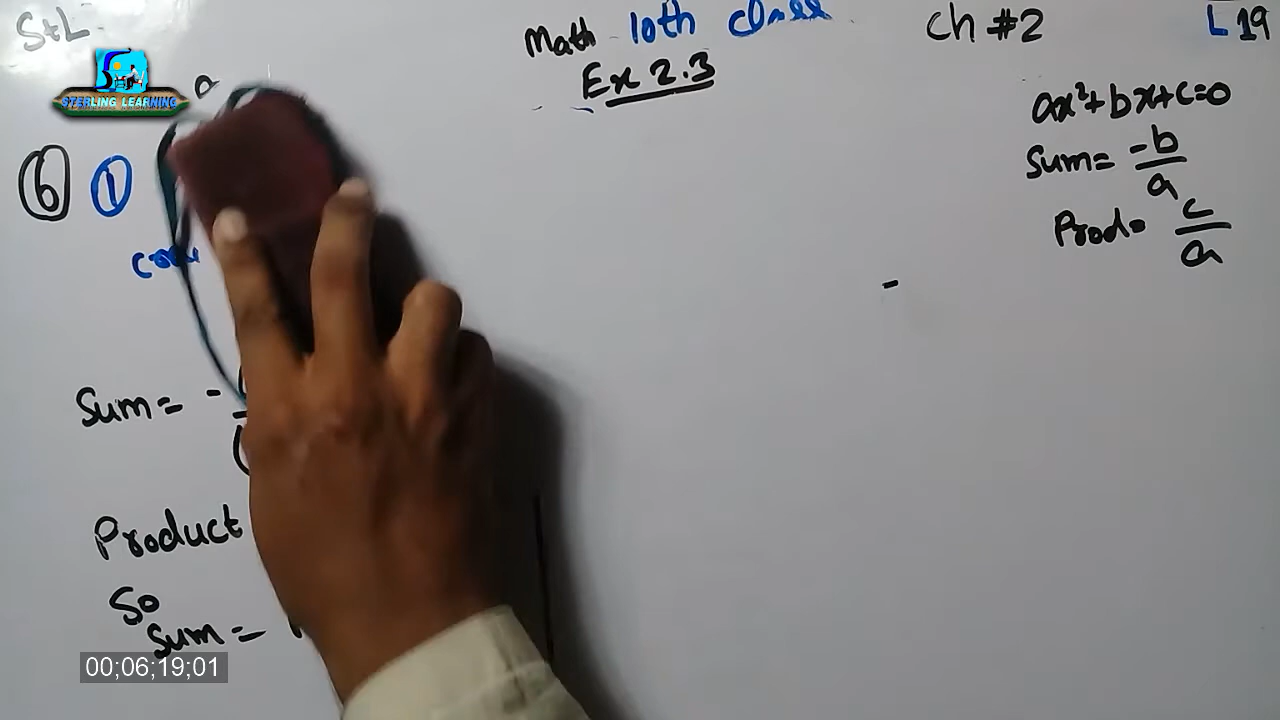 StL
Math 10th class
Ch #2
L 19
Ex 2.3
STERLING LEARNING
ax²+bx+c=0
Sum= -b/a
Prod= c/a
⑥ ①
Sum= -
Product
So
Sum =
00;06;19;01